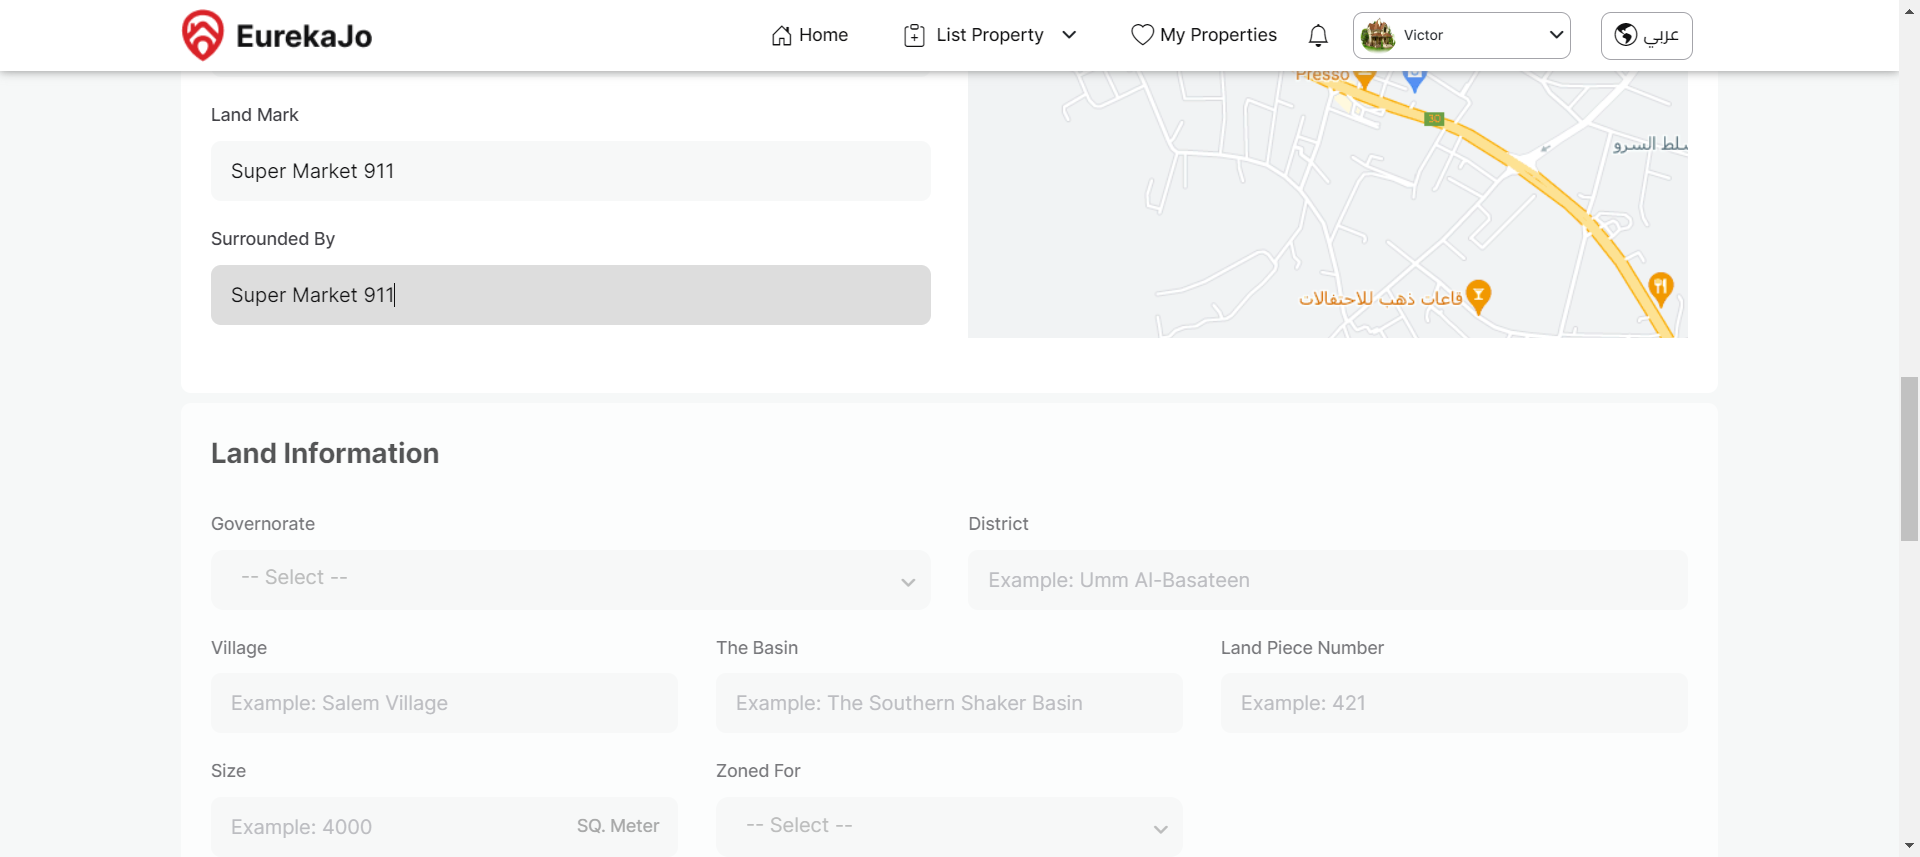 EurekaJo
Home
List Property
My Properties
Victor
عربي
Land Mark
Super Market 911
Surrounded By
Super Market 911
Presso
30
سلط السرو
قاعات ذهب للاحتفالات
Land Information
Governorate
-- Select --
District
Example: Umm Al-Basateen
Village
Example: Salem Village
The Basin
Example: The Southern Shaker Basin
Land Piece Number
Example: 421
Size
Example: 4000
SQ. Meter
Zoned For
-- Select --